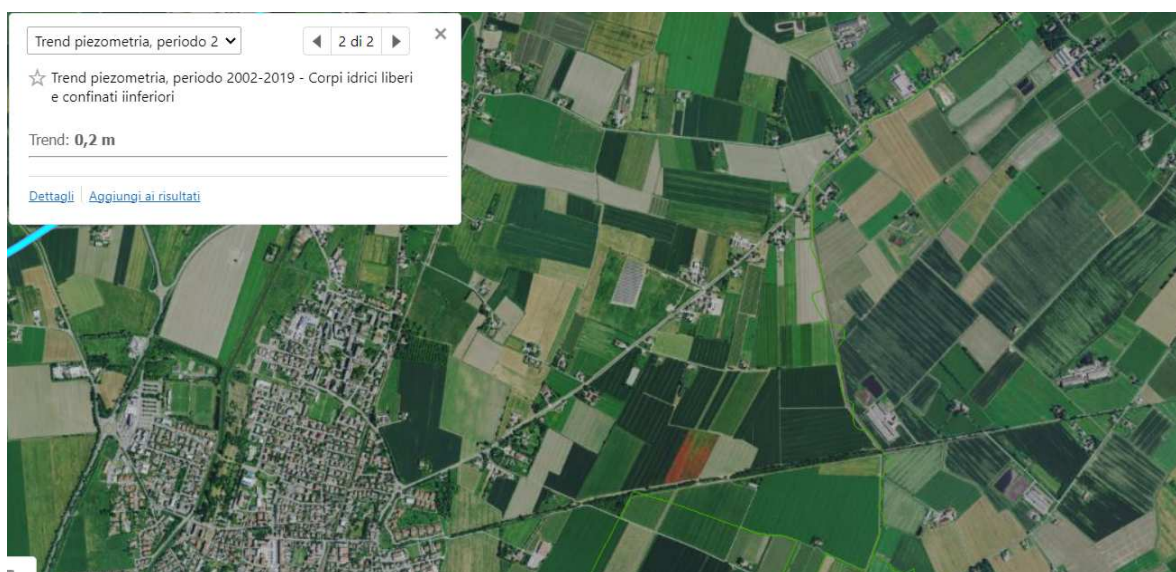 Trend piezometria, periodo 2
2 di 2
Trend piezometria, periodo 2002-2019 - Corpi idrici liberi
e confinati iinferiori
Trend: 0,2 m
Dettagli Aggiungi ai risultati